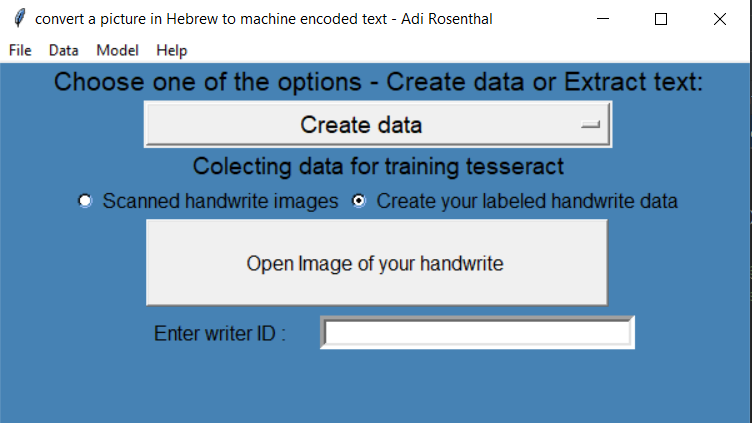 convert a picture in Hebrew to machine encoded text - Adi Rosenthal
File Data Model Help
Choose one of the options - Create data or Extract text:
Create data
Colecting data for training tesseract
Scanned handwrite images Create your labeled handwrite data
Open Image of your handwrite
Enter writer ID :